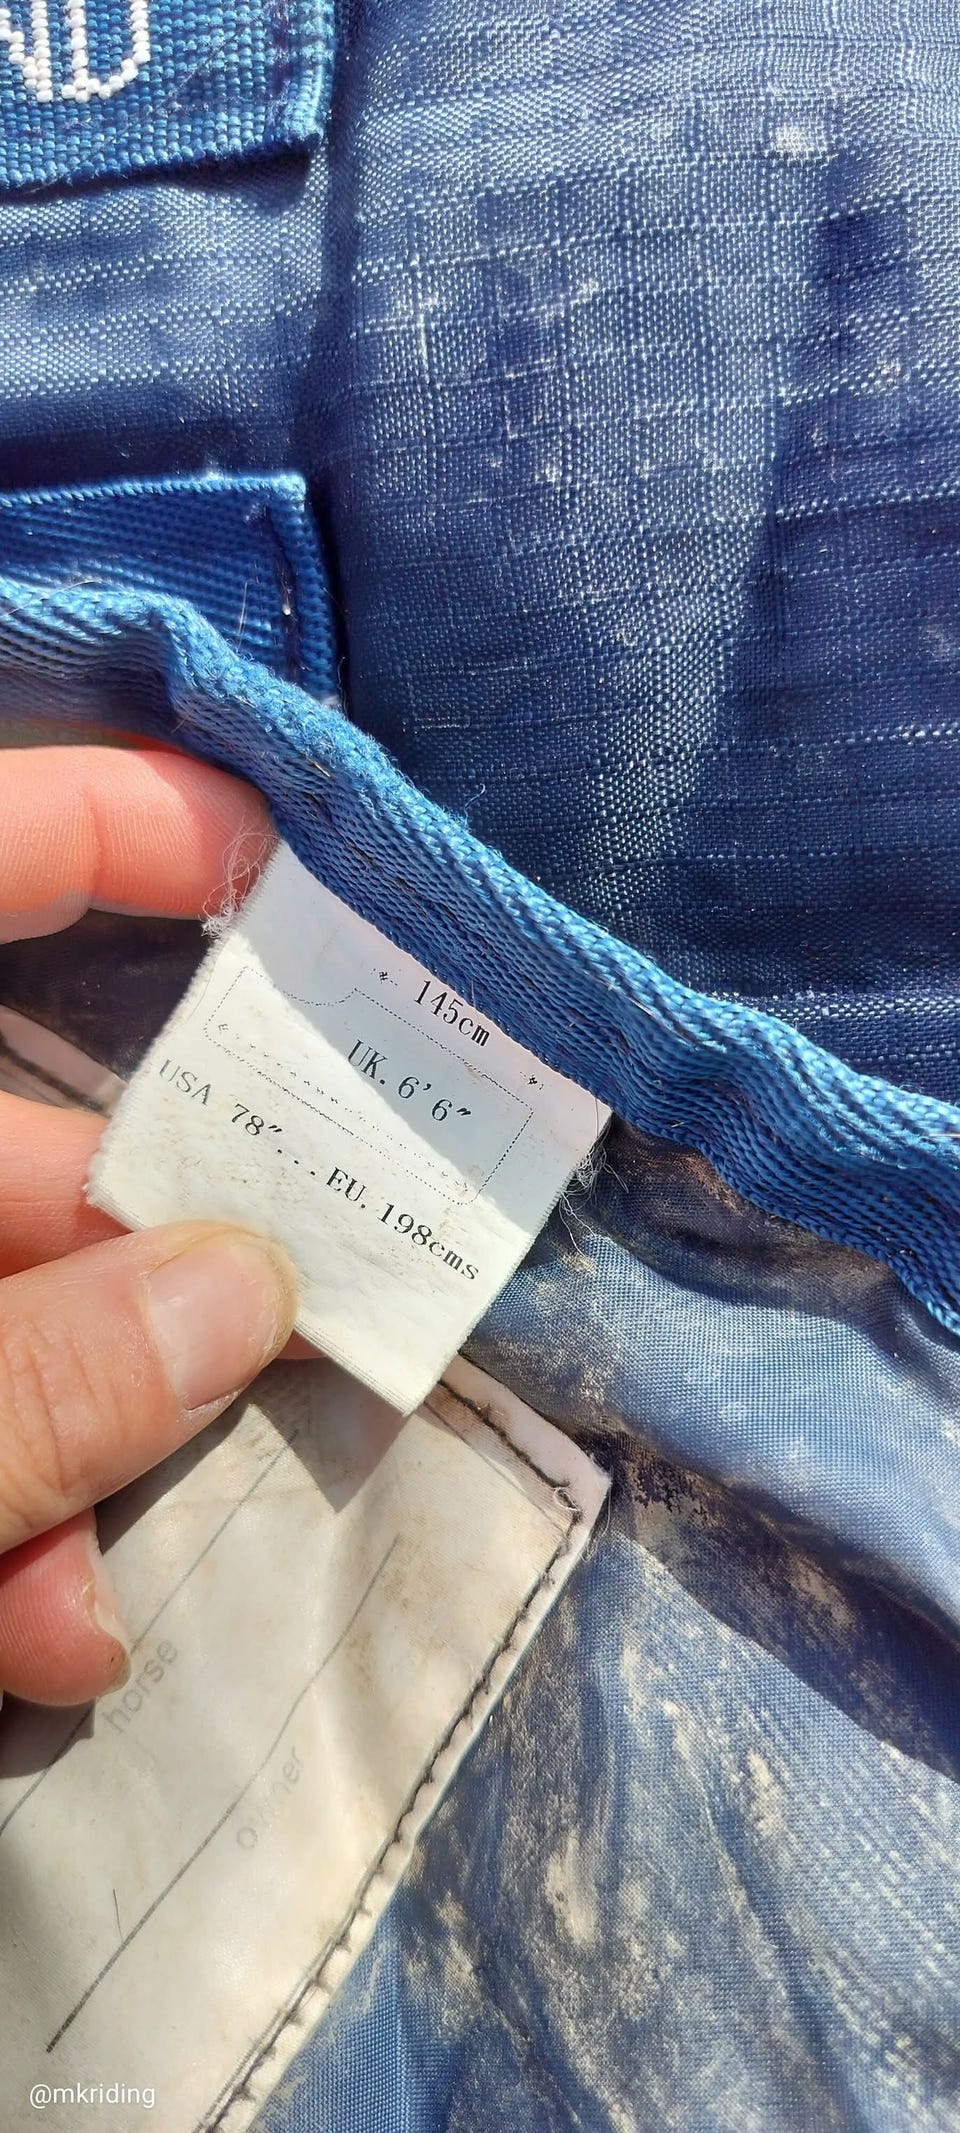 145cm
UK. 6'6"
USA 78"... EU. 198cms
horse
owner
@mkriding